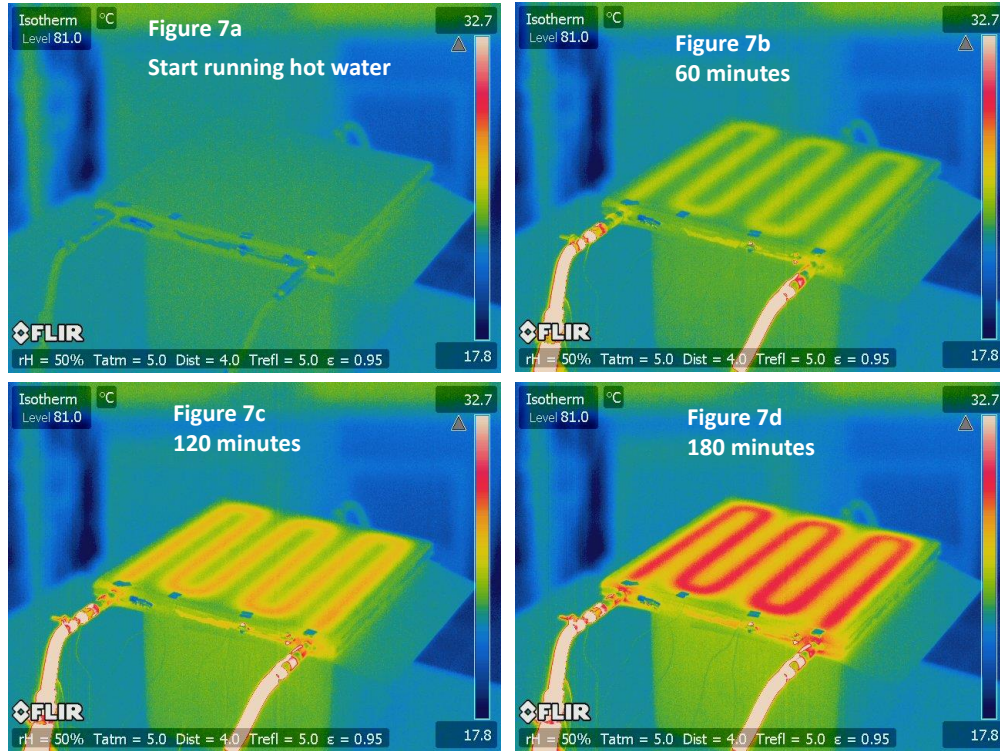 Isotherm °C
Level 81.0
Figure 7a
Start running hot water
32.7
FLIR
17.8
rH = 50% Tatm = 5.0 Dist = 4.0 Trefl = 5.0 ε = 0.95
Isotherm °C
Level 81.0
Figure 7b
60 minutes
32.7
FLIR
17.8
rH = 50% Tatm = 5.0 Dist = 4.0 Trefl = 5.0 ε = 0.95
Isotherm °C
Level 81.0
Figure 7c
120 minutes
32.7
FLIR
17.8
rH = 50% Tatm = 5.0 Dist = 4.0 Trefl = 5.0 ε = 0.95
Isotherm °C
Level 81.0
Figure 7d
180 minutes
32.7
FLIR
17.8
rH = 50% Tatm = 5.0 Dist = 4.0 Trefl = 5.0 ε = 0.95